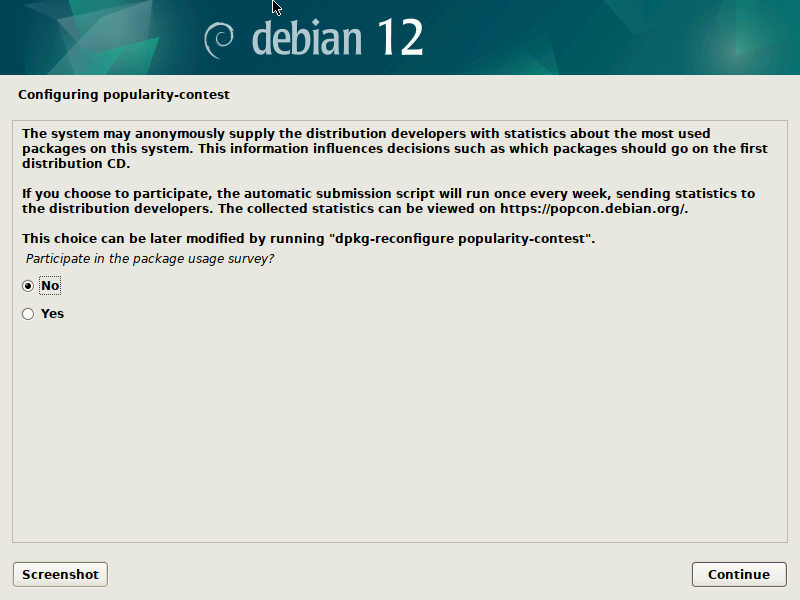 debian 12
Configuring popularity-contest
The system may anonymously supply the distribution developers with statistics about the most used
packages on this system. This information influences decisions such as which packages should go on the first
distribution CD.
If you choose to participate, the automatic submission script will run once every week, sending statistics to
the distribution developers. The collected statistics can be viewed on https://popcon.debian.org/.
This choice can be later modified by running "dpkg-reconfigure popularity-contest".
Participate in the package usage survey?
No
Yes
Screenshot
Continue